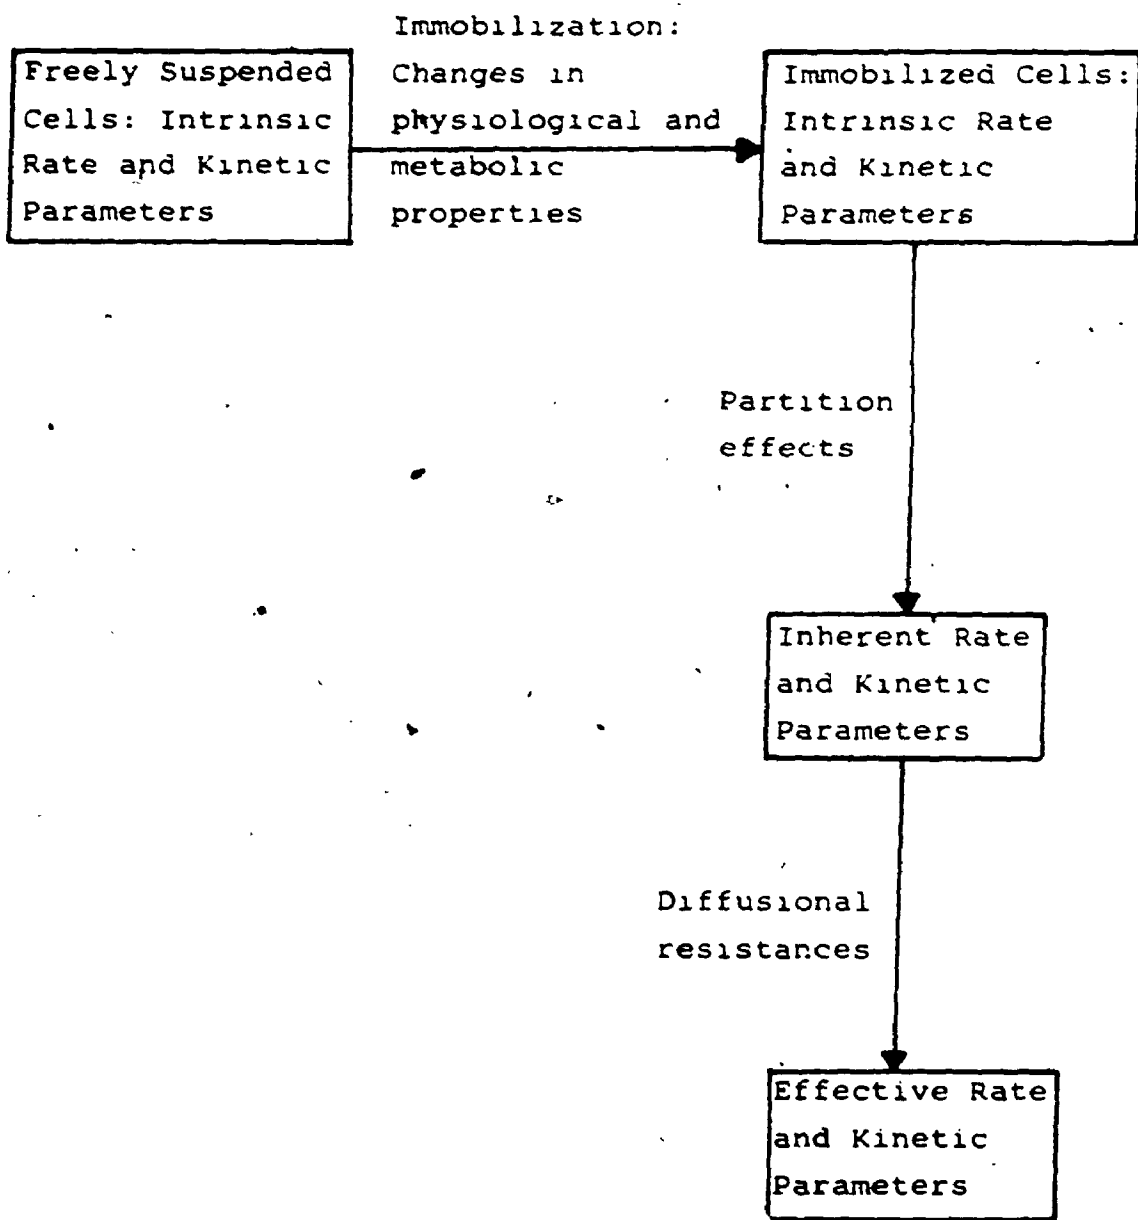 Freely Suspended
Cells: Intrinsic
Rate and Kinetic
Parameters
Immobilization:
Changes in
physiological and
metabolic
properties
Immobilized Cells:
Intrinsic Rate
and Kinetic
Parameters
Partition
effects
Inherent Rate
and Kinetic
Parameters
Diffusional
resistances
Effective Rate
and Kinetic
Parameters